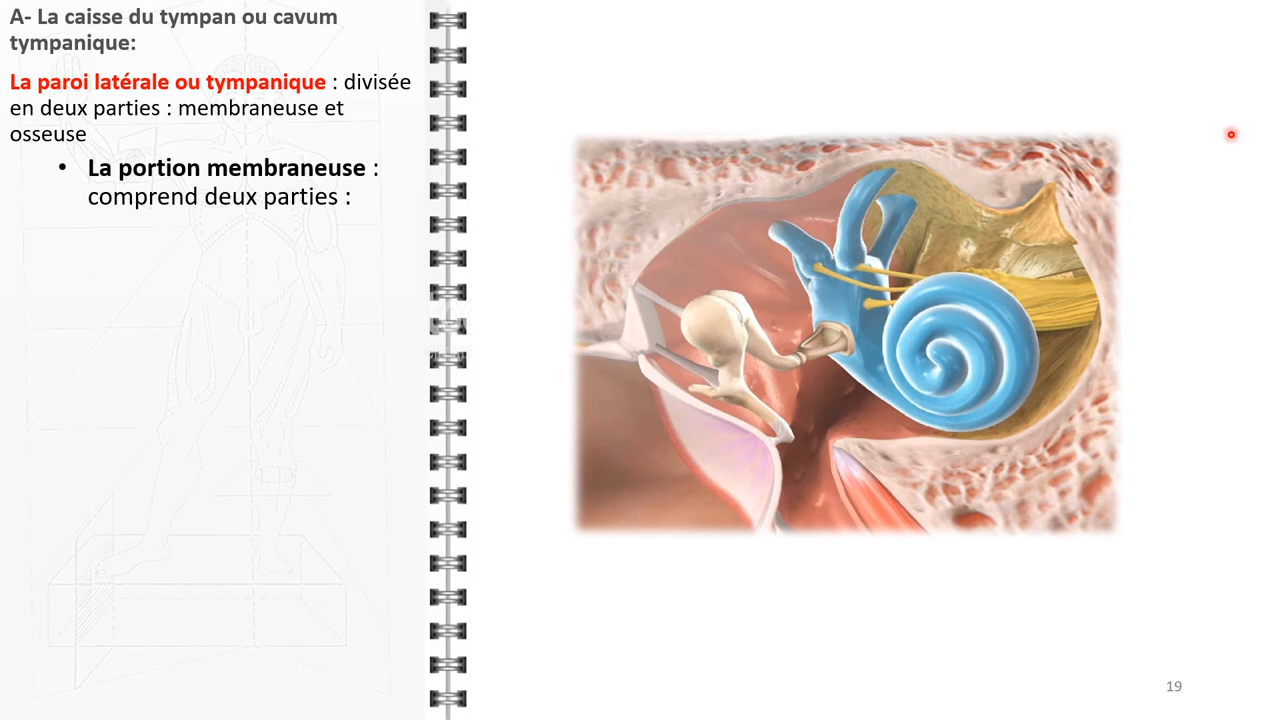 A- La caisse du tympan ou cavum
tympanique:
La paroi latérale ou tympanique : divisée
en deux parties : membraneuse et
osseuse
• La portion membraneuse :
comprend deux parties :
19